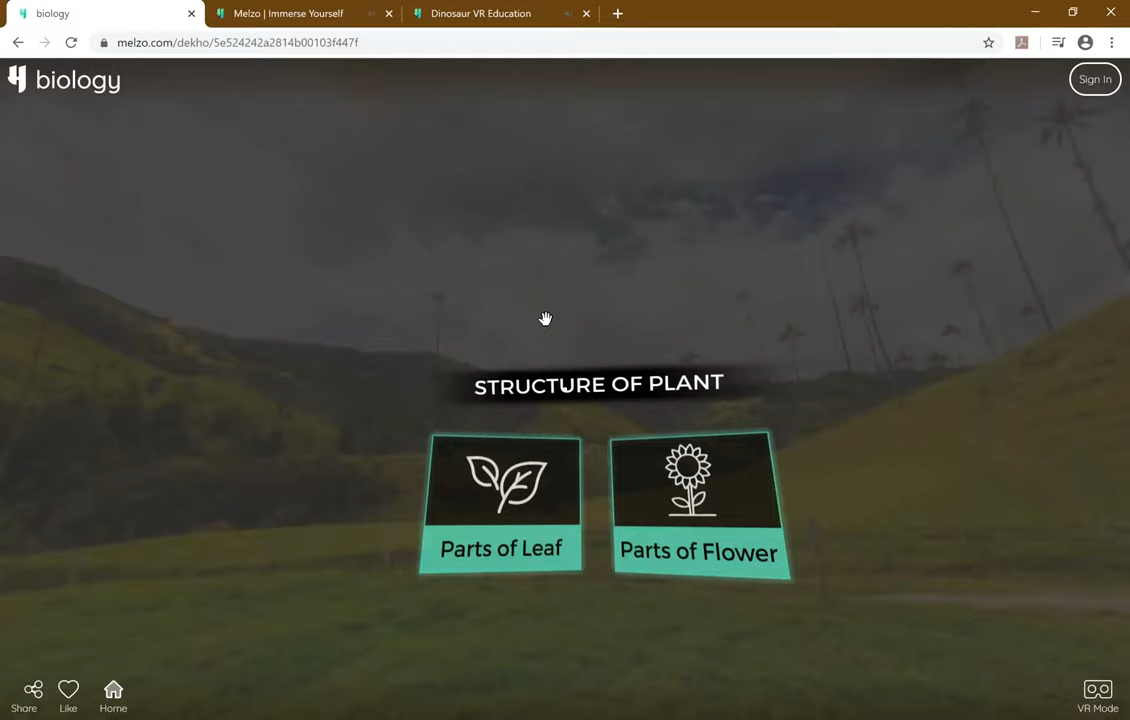 biology
Melzo | Immerse Yourself
Dinosaur VR Education
melzo.com/dekho/5e524242a2814b00103f447f
biology
Sign In
STRUCTURE OF PLANT
Parts of Leaf
Parts of Flower
Share
Like
Home
VR Mode